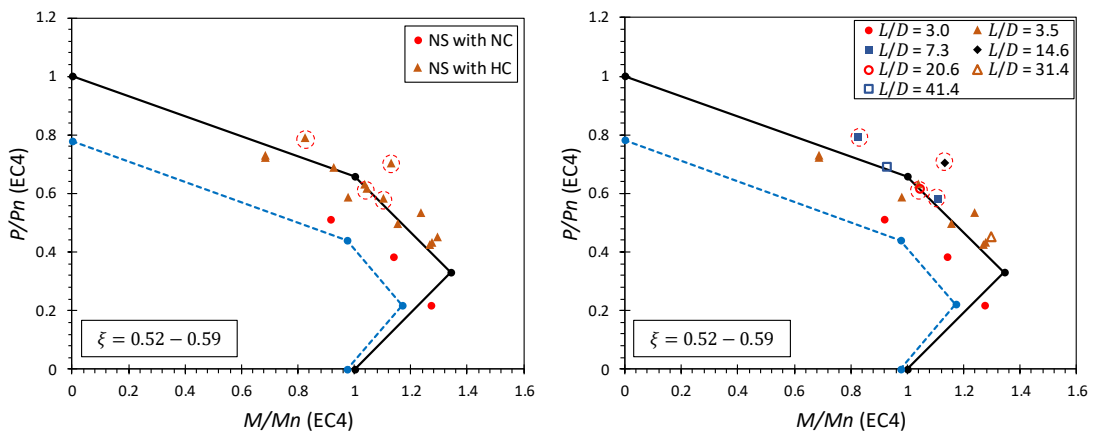 1.2
1
0.8
0.6
0.4
0.2
0
P/Pn (EC4)
0 0.2 0.4 0.6 0.8 1 1.2 1.4 1.6
M/Mn (EC4)
NS with NC
NS with HC
ξ = 0.52 − 0.59
1.2
1
0.8
0.6
0.4
0.2
0
P/Pn (EC4)
0 0.2 0.4 0.6 0.8 1 1.2 1.4 1.6
M/Mn (EC4)
L/D = 3.0 L/D = 3.5
L/D = 7.3 L/D = 14.6
L/D = 20.6 L/D = 31.4
L/D = 41.4
ξ = 0.52 − 0.59